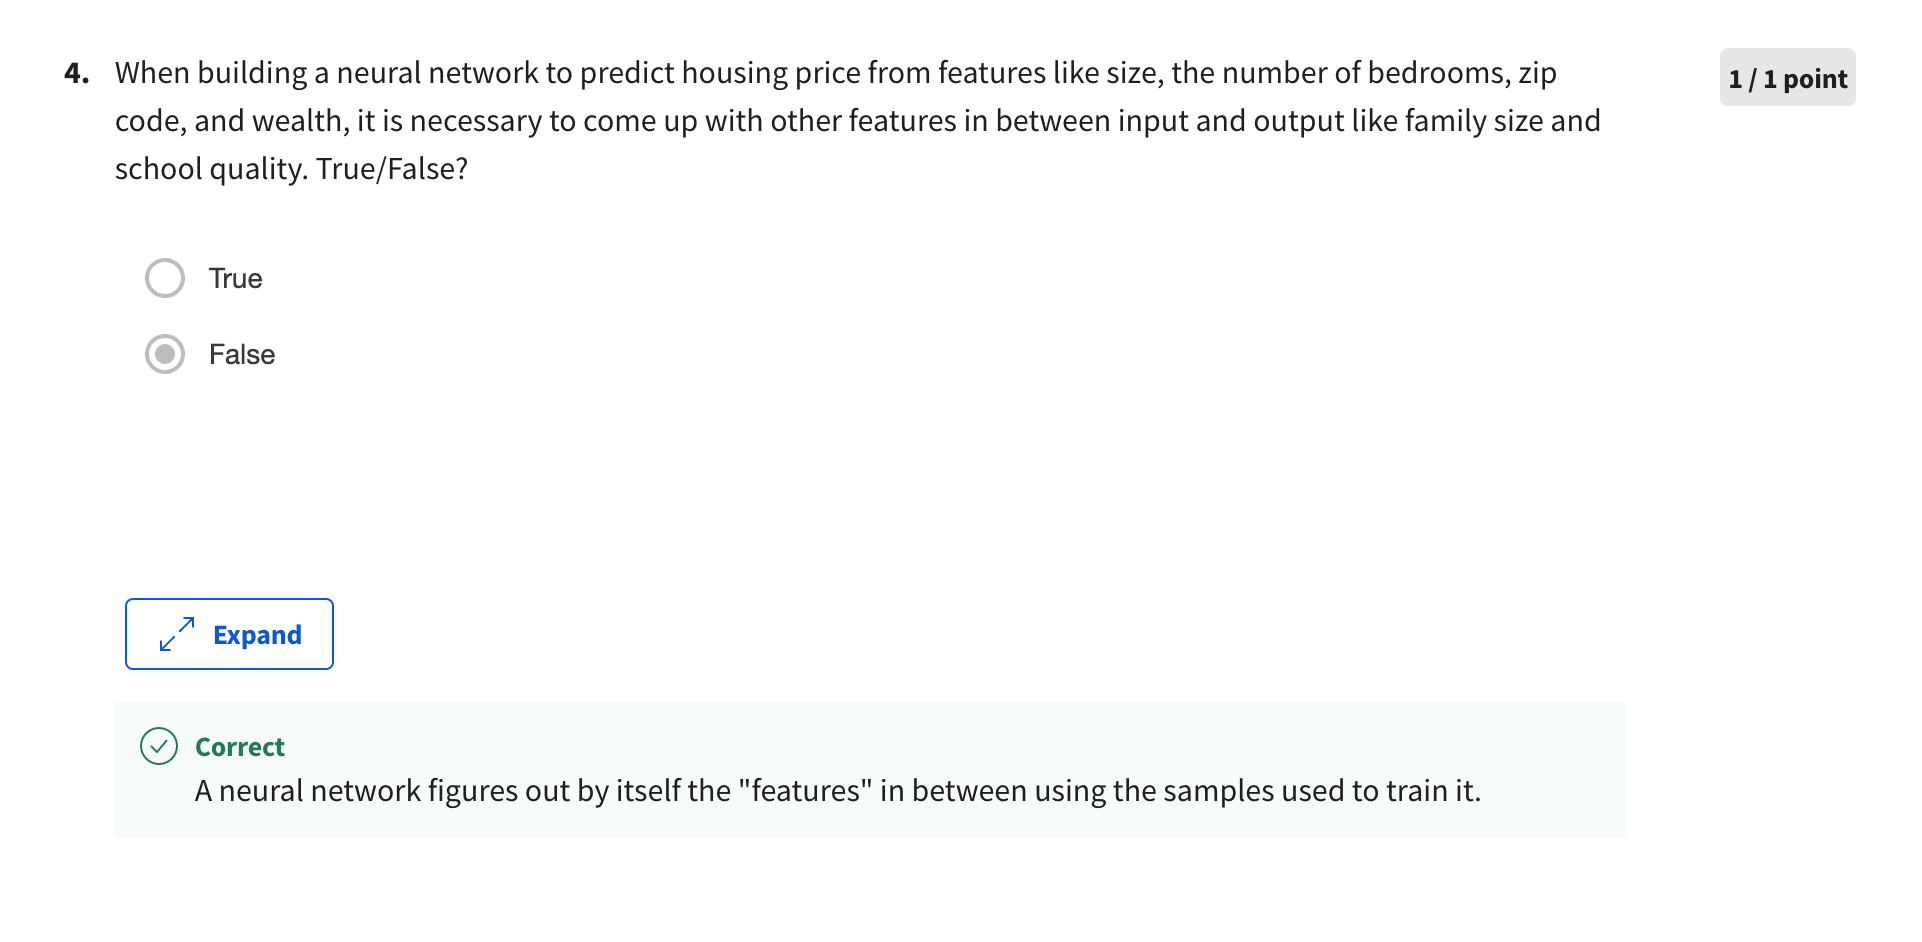 4. When building a neural network to predict housing price from features like size, the number of bedrooms, zip
code, and wealth, it is necessary to come up with other features in between input and output like family size and
school quality. True/False?
1 / 1 point
True
False
Expand
Correct
A neural network figures out by itself the "features" in between using the samples used to train it.